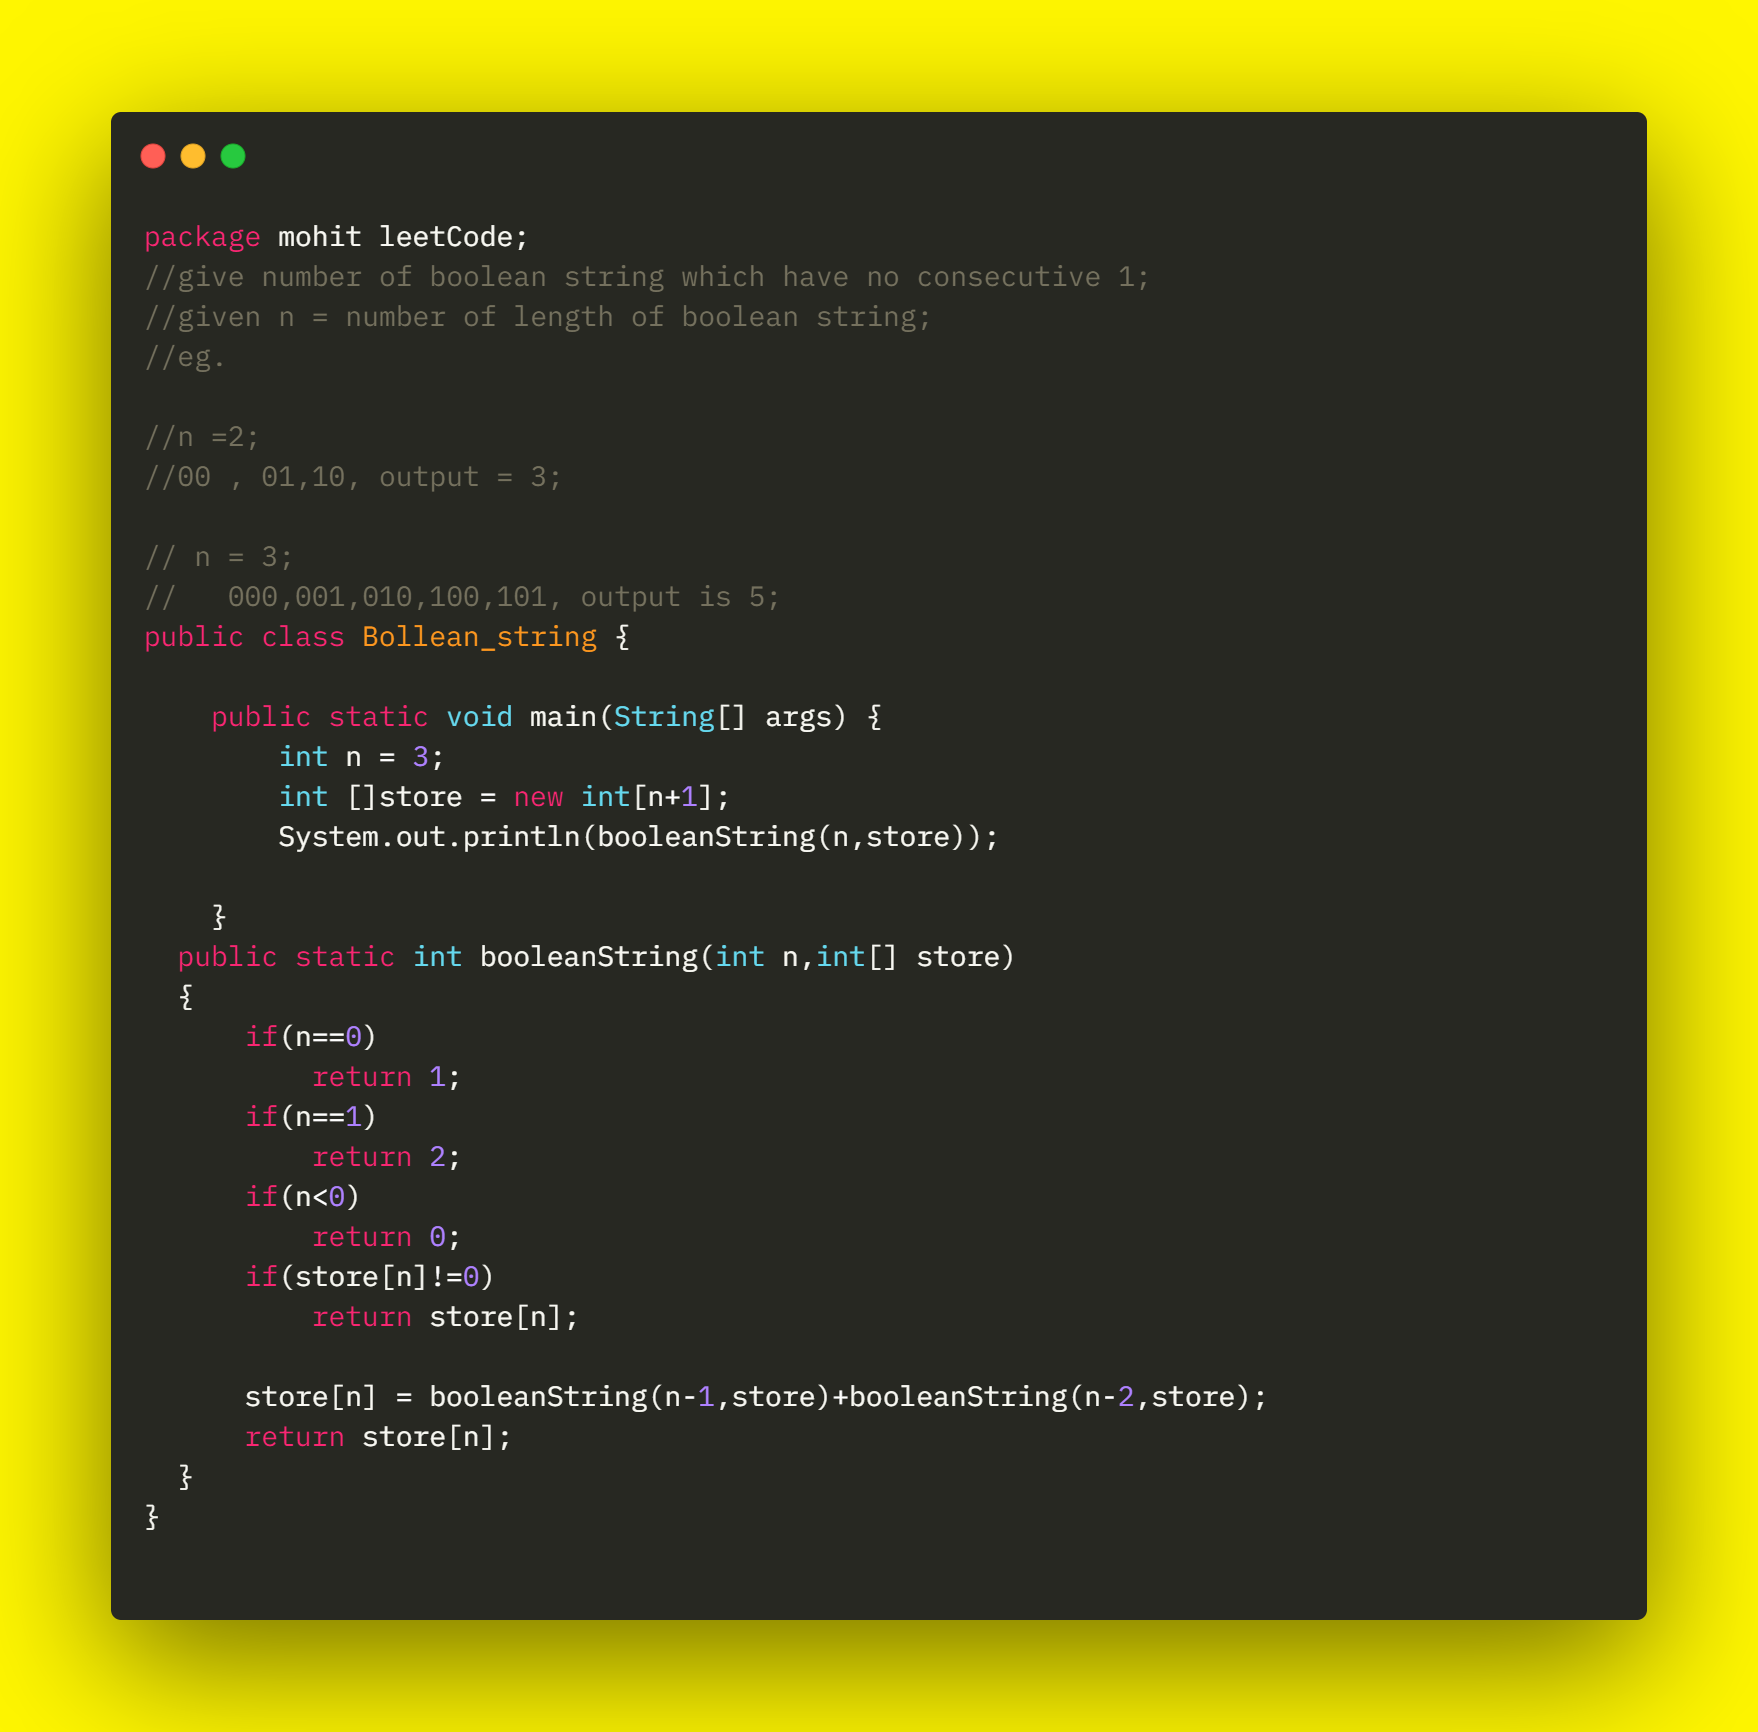 package mohit leetCode;
//give number of boolean string which have no consecutive 1;
//given n = number of length of boolean string;
//eg.
//n =2;
//00 , 01,10, output = 3;
// n = 3;
//   000,001,010,100,101, output is 5;
public class Bollean_string {
    public static void main(String[] args) {
        int n = 3;
        int []store = new int[n+1];
        System.out.println(booleanString(n,store));
    }
  public static int booleanString(int n,int[] store)
  {
      if(n==0)
          return 1;
      if(n==1)
          return 2;
      if(n<0)
          return 0;
      if(store[n]!=0)
          return store[n];
      store[n] = booleanString(n-1,store)+booleanString(n-2,store);
      return store[n];
  }
}